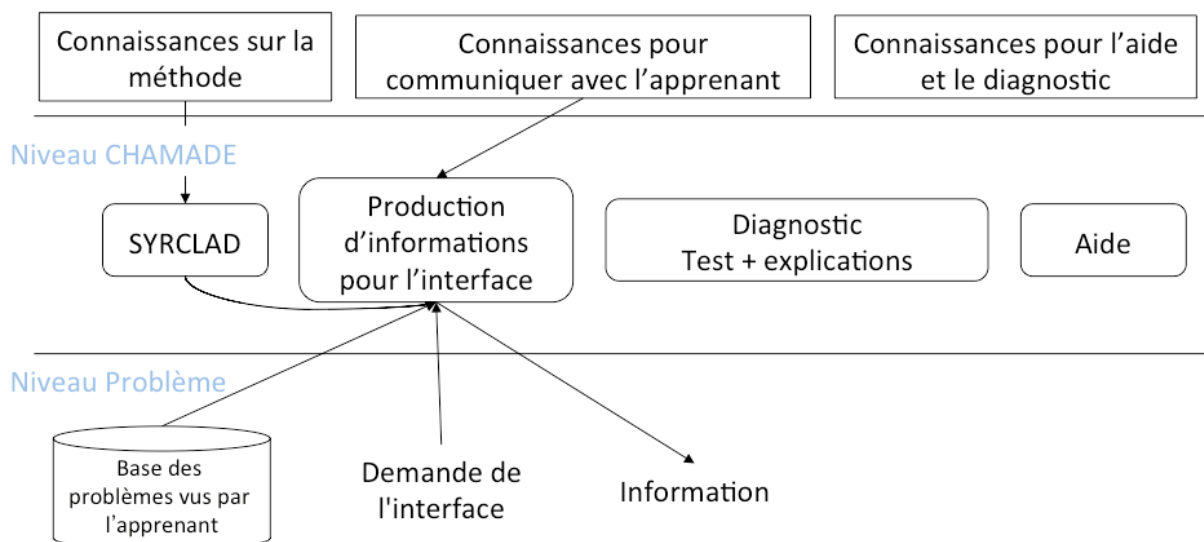 Connaissances sur la
méthode
Connaissances pour
communiquer avec l’apprenant
Connaissances pour l’aide
et le diagnostic
Niveau CHAMADE
SYRCLAD
Production
d’informations
pour l’interface
Diagnostic
Test + explications
Aide
Niveau Problème
Base des
problèmes vus par
l’apprenant
Demande de
l'interface
Information